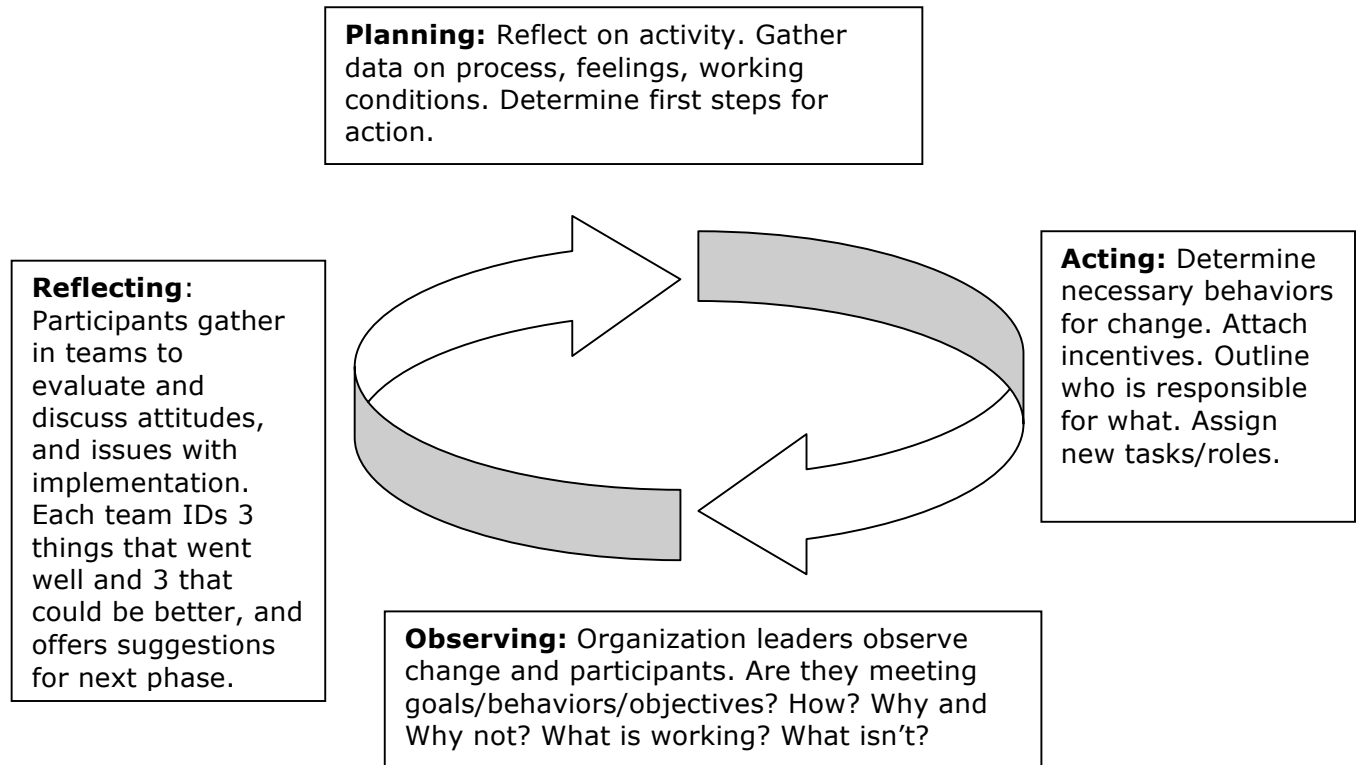 Planning: Reflect on activity. Gather
data on process, feelings, working
conditions. Determine first steps for
action.
Reflecting:
Participants gather
in teams to
evaluate and
discuss attitudes,
and issues with
implementation.
Each team IDs 3
things that went
well and 3 that
could be better, and
offers suggestions
for next phase.
Acting: Determine
necessary behaviors
for change. Attach
incentives. Outline
who is responsible
for what. Assign
new tasks/roles.
Observing: Organization leaders observe
change and participants. Are they meeting
goals/behaviors/objectives? How? Why and
Why not? What is working? What isn’t?